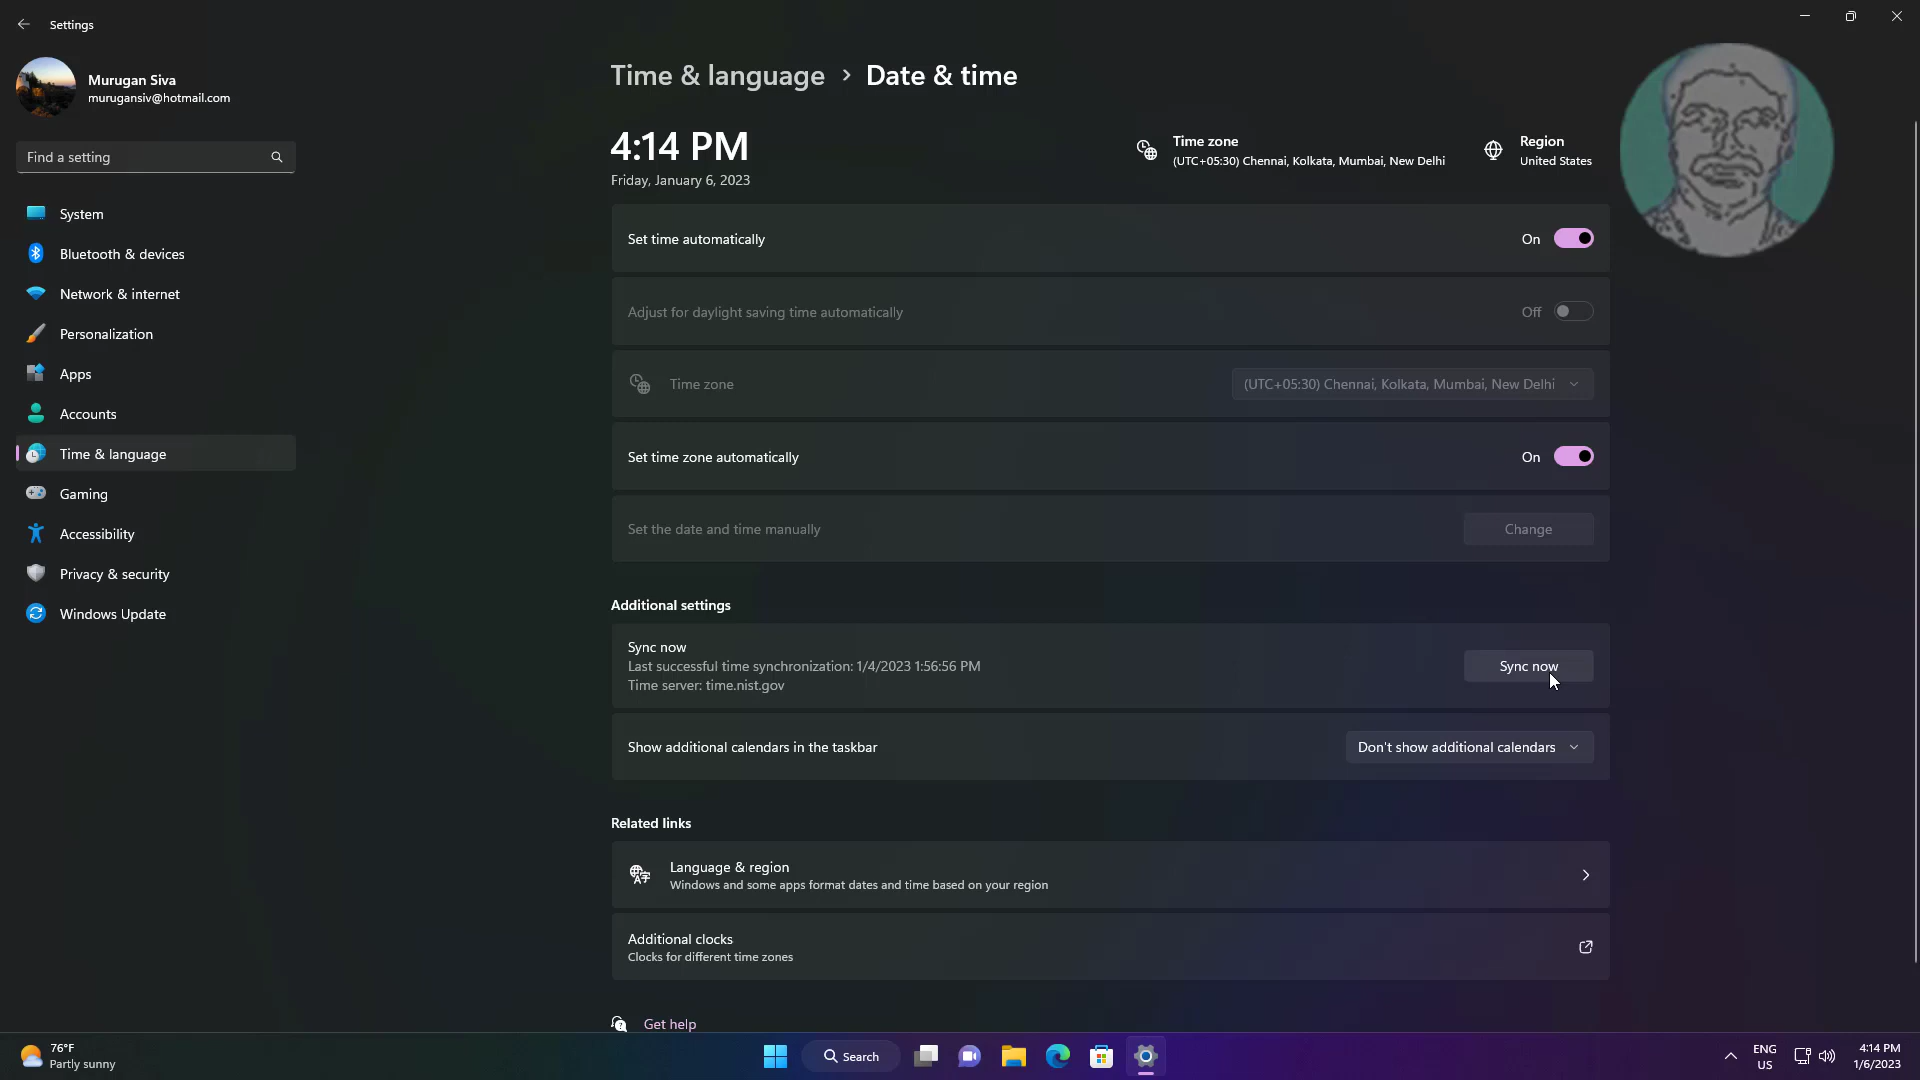 Settings
Murugan Siva
murugansiv@hotmail.com
Find a setting
System
Bluetooth & devices
Network & internet
Personalization
Apps
Accounts
Time & language
Gaming
Accessibility
Privacy & security
Windows Update
Time & language > Date & time
4:14 PM
Friday, January 6, 2023
Time zone
(UTC+05:30) Chennai, Kolkata, Mumbai, New Delhi
Region
United States
Set time automatically On
Adjust for daylight saving time automatically Off
Time zone (UTC+05:30) Chennai, Kolkata, Mumbai, New Delhi
Set time zone automatically On
Set the date and time manually Change
Additional settings
Sync now
Last successful time synchronization: 1/4/2023 1:56:56 PM
Time server: time.nist.gov
Sync now
Show additional calendars in the taskbar Don't show additional calendars
Related links
Language & region
Windows and some apps format dates and time based on your region
Additional clocks
Clocks for different time zones
Get help
76°F
Partly sunny
Search
ENG
US
4:14 PM
1/6/2023